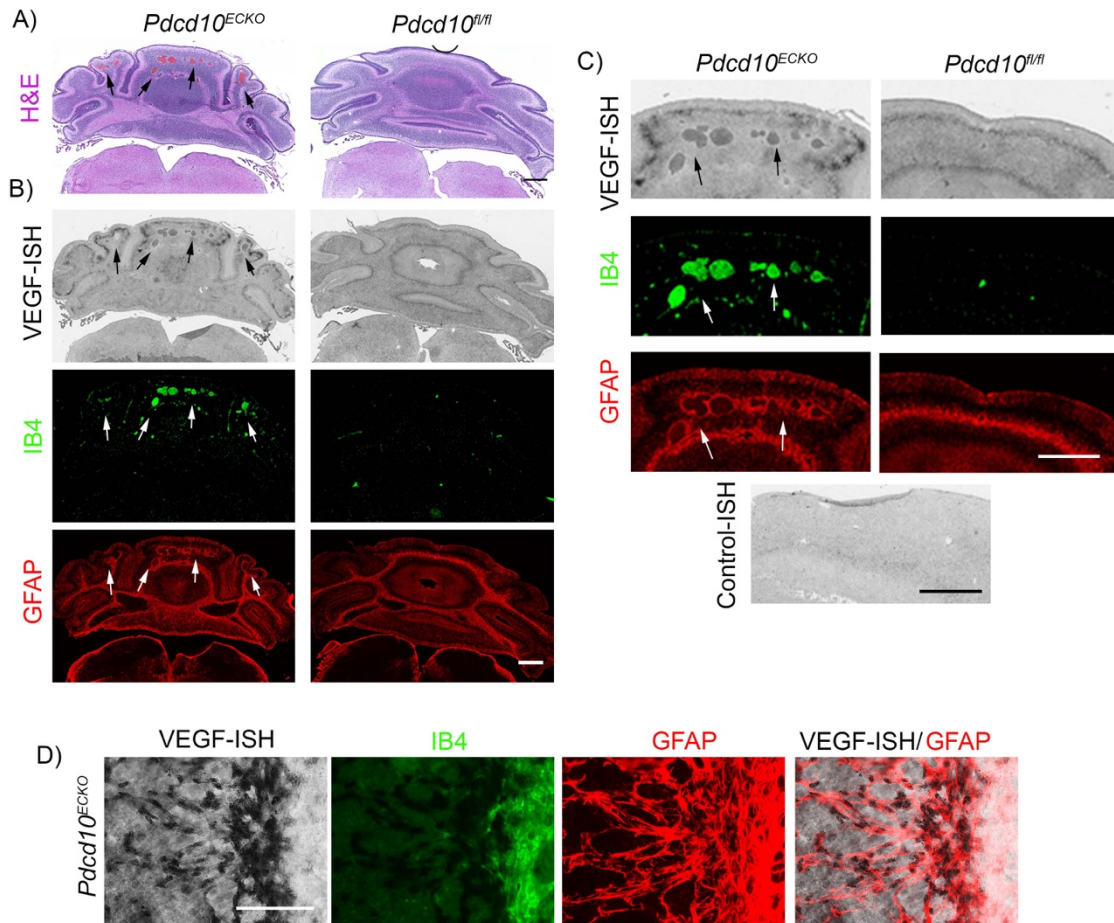 A)
Pdcd10ECKO
Pdcd10fl/fl
H&E
B)
VEGF-ISH
IB4
GFAP
C)
Pdcd10ECKO
Pdcd10fl/fl
VEGF-ISH
IB4
GFAP
Control-ISH
D)
VEGF-ISH
IB4
GFAP
VEGF-ISH/GFAP
Pdcd10ECKO